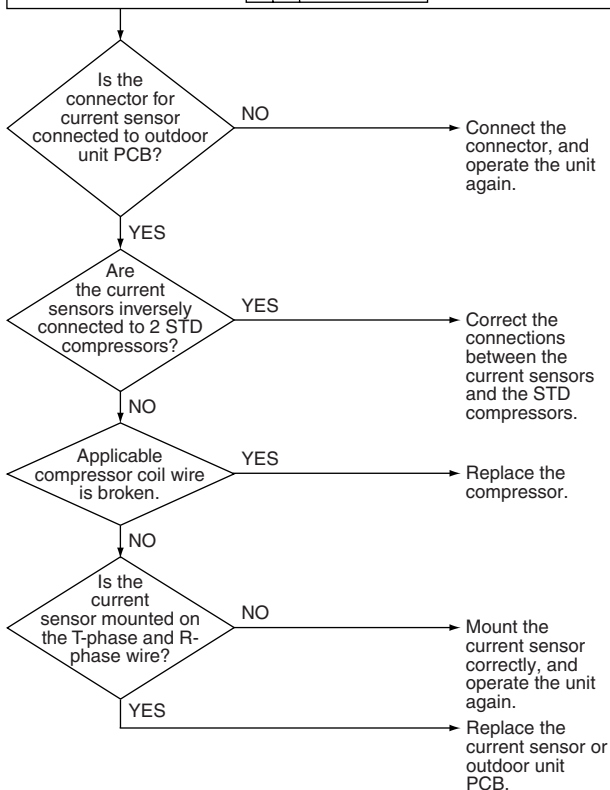 Is the
connector for
current sensor
connected to outdoor
unit PCB?
NO
Connect the
connector, and
operate the unit
again.
YES
Are
the current
sensors inversely
connected to 2 STD
compressors?
YES
Correct the
connections
between the
current sensors
and the STD
compressors.
NO
Applicable
compressor coil wire
is broken.
YES
Replace the
compressor.
NO
Is the
current
sensor mounted on
the T-phase and R-
phase wire?
NO
Mount the
current sensor
correctly, and
operate the unit
again.
YES
Replace the
current sensor or
outdoor unit
PCB.